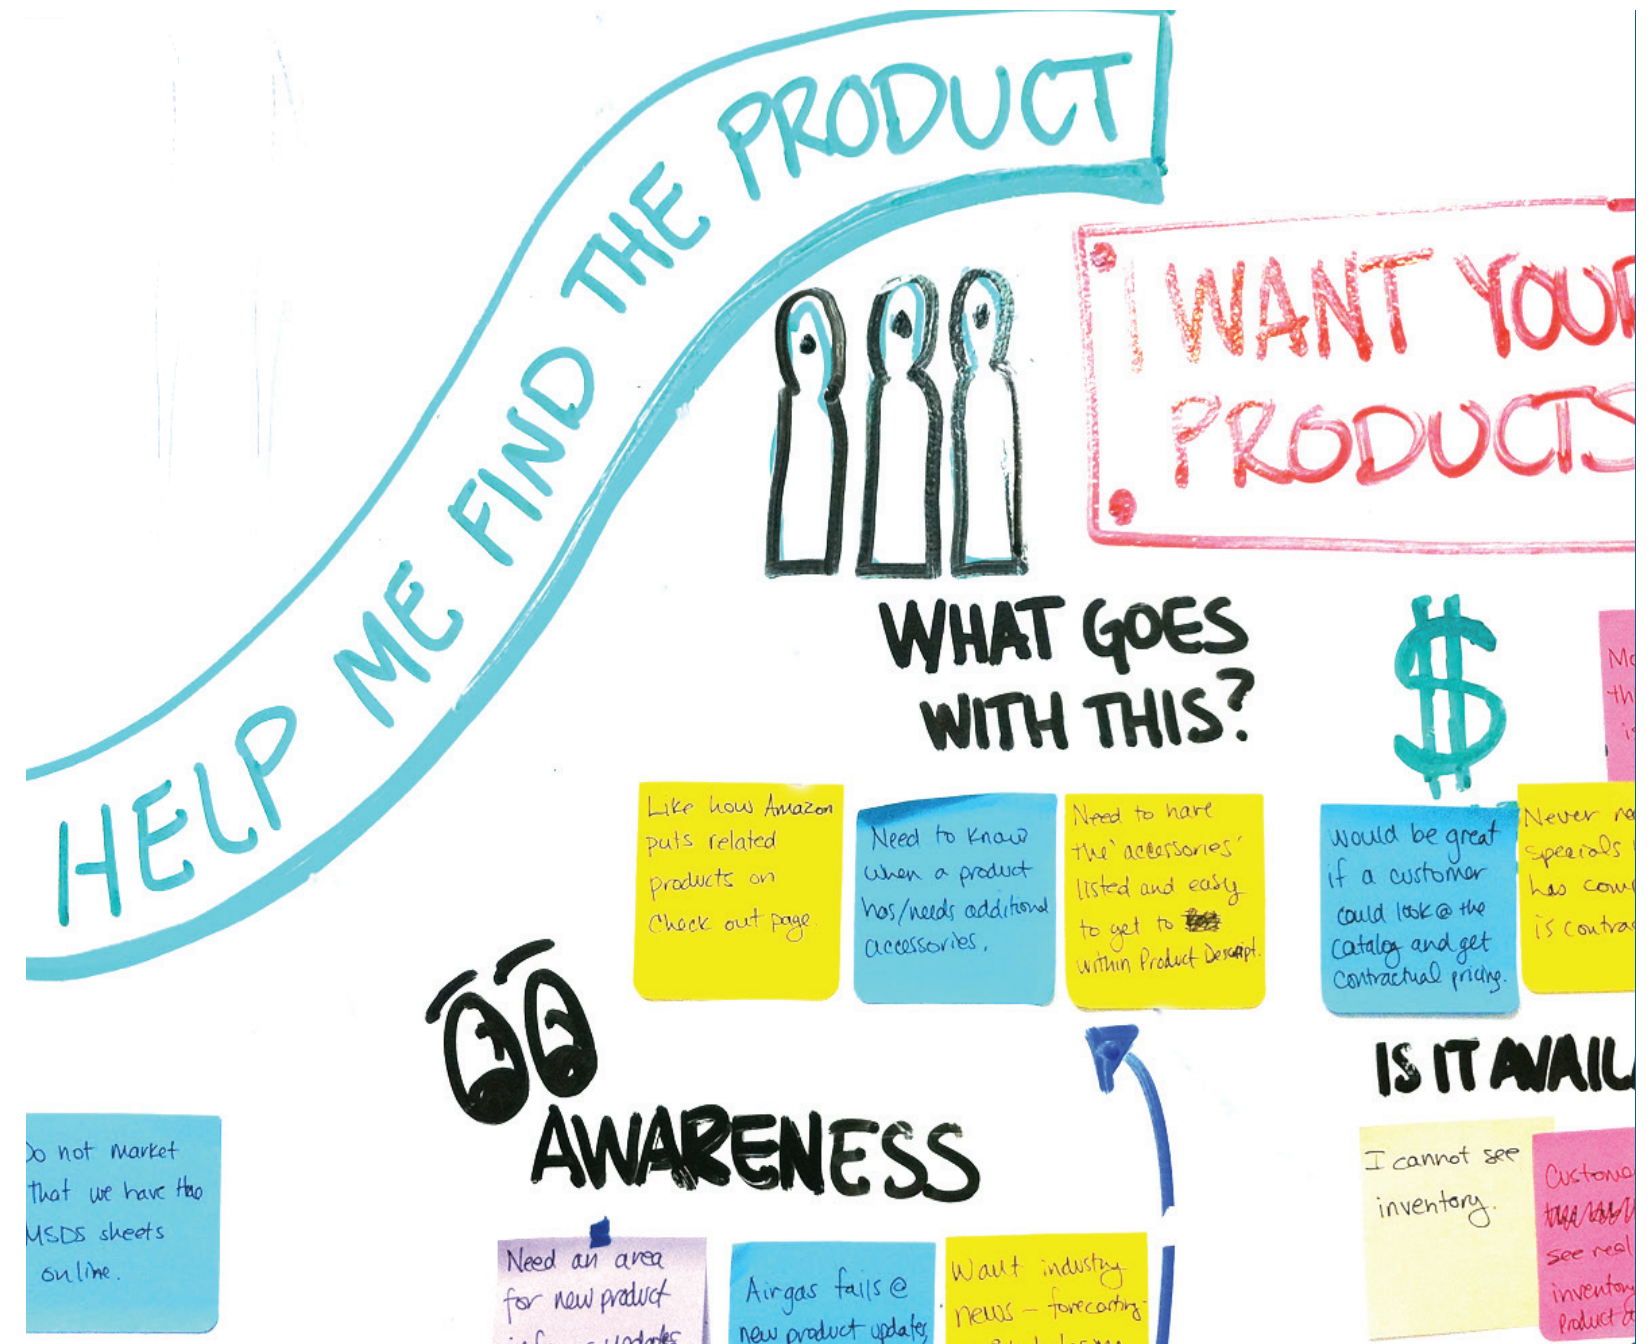 HELP ME FIND THE PRODUCT
I WANT YOUR
PRODUCTS
WHAT GOES
WITH THIS?
$
Like how Amazon
puts related
products on
Check out page.
Need to know
when a product
has/needs additional
accessories.
Need to have
the 'accessories'
listed and easy
to get to
within Product Descript.
would be great
if a customer
could look @ the
catalog and get
contractual pricing.
Never
specials
has
is
th
AWARENESS
IS IT
Do not market
that we have
MSDS sheets
online.
Need an area
for new product
updates
Airgas fails @
new product updates,
Want industry
news – forecasting
I cannot see
inventory.
see real
inventory
Product